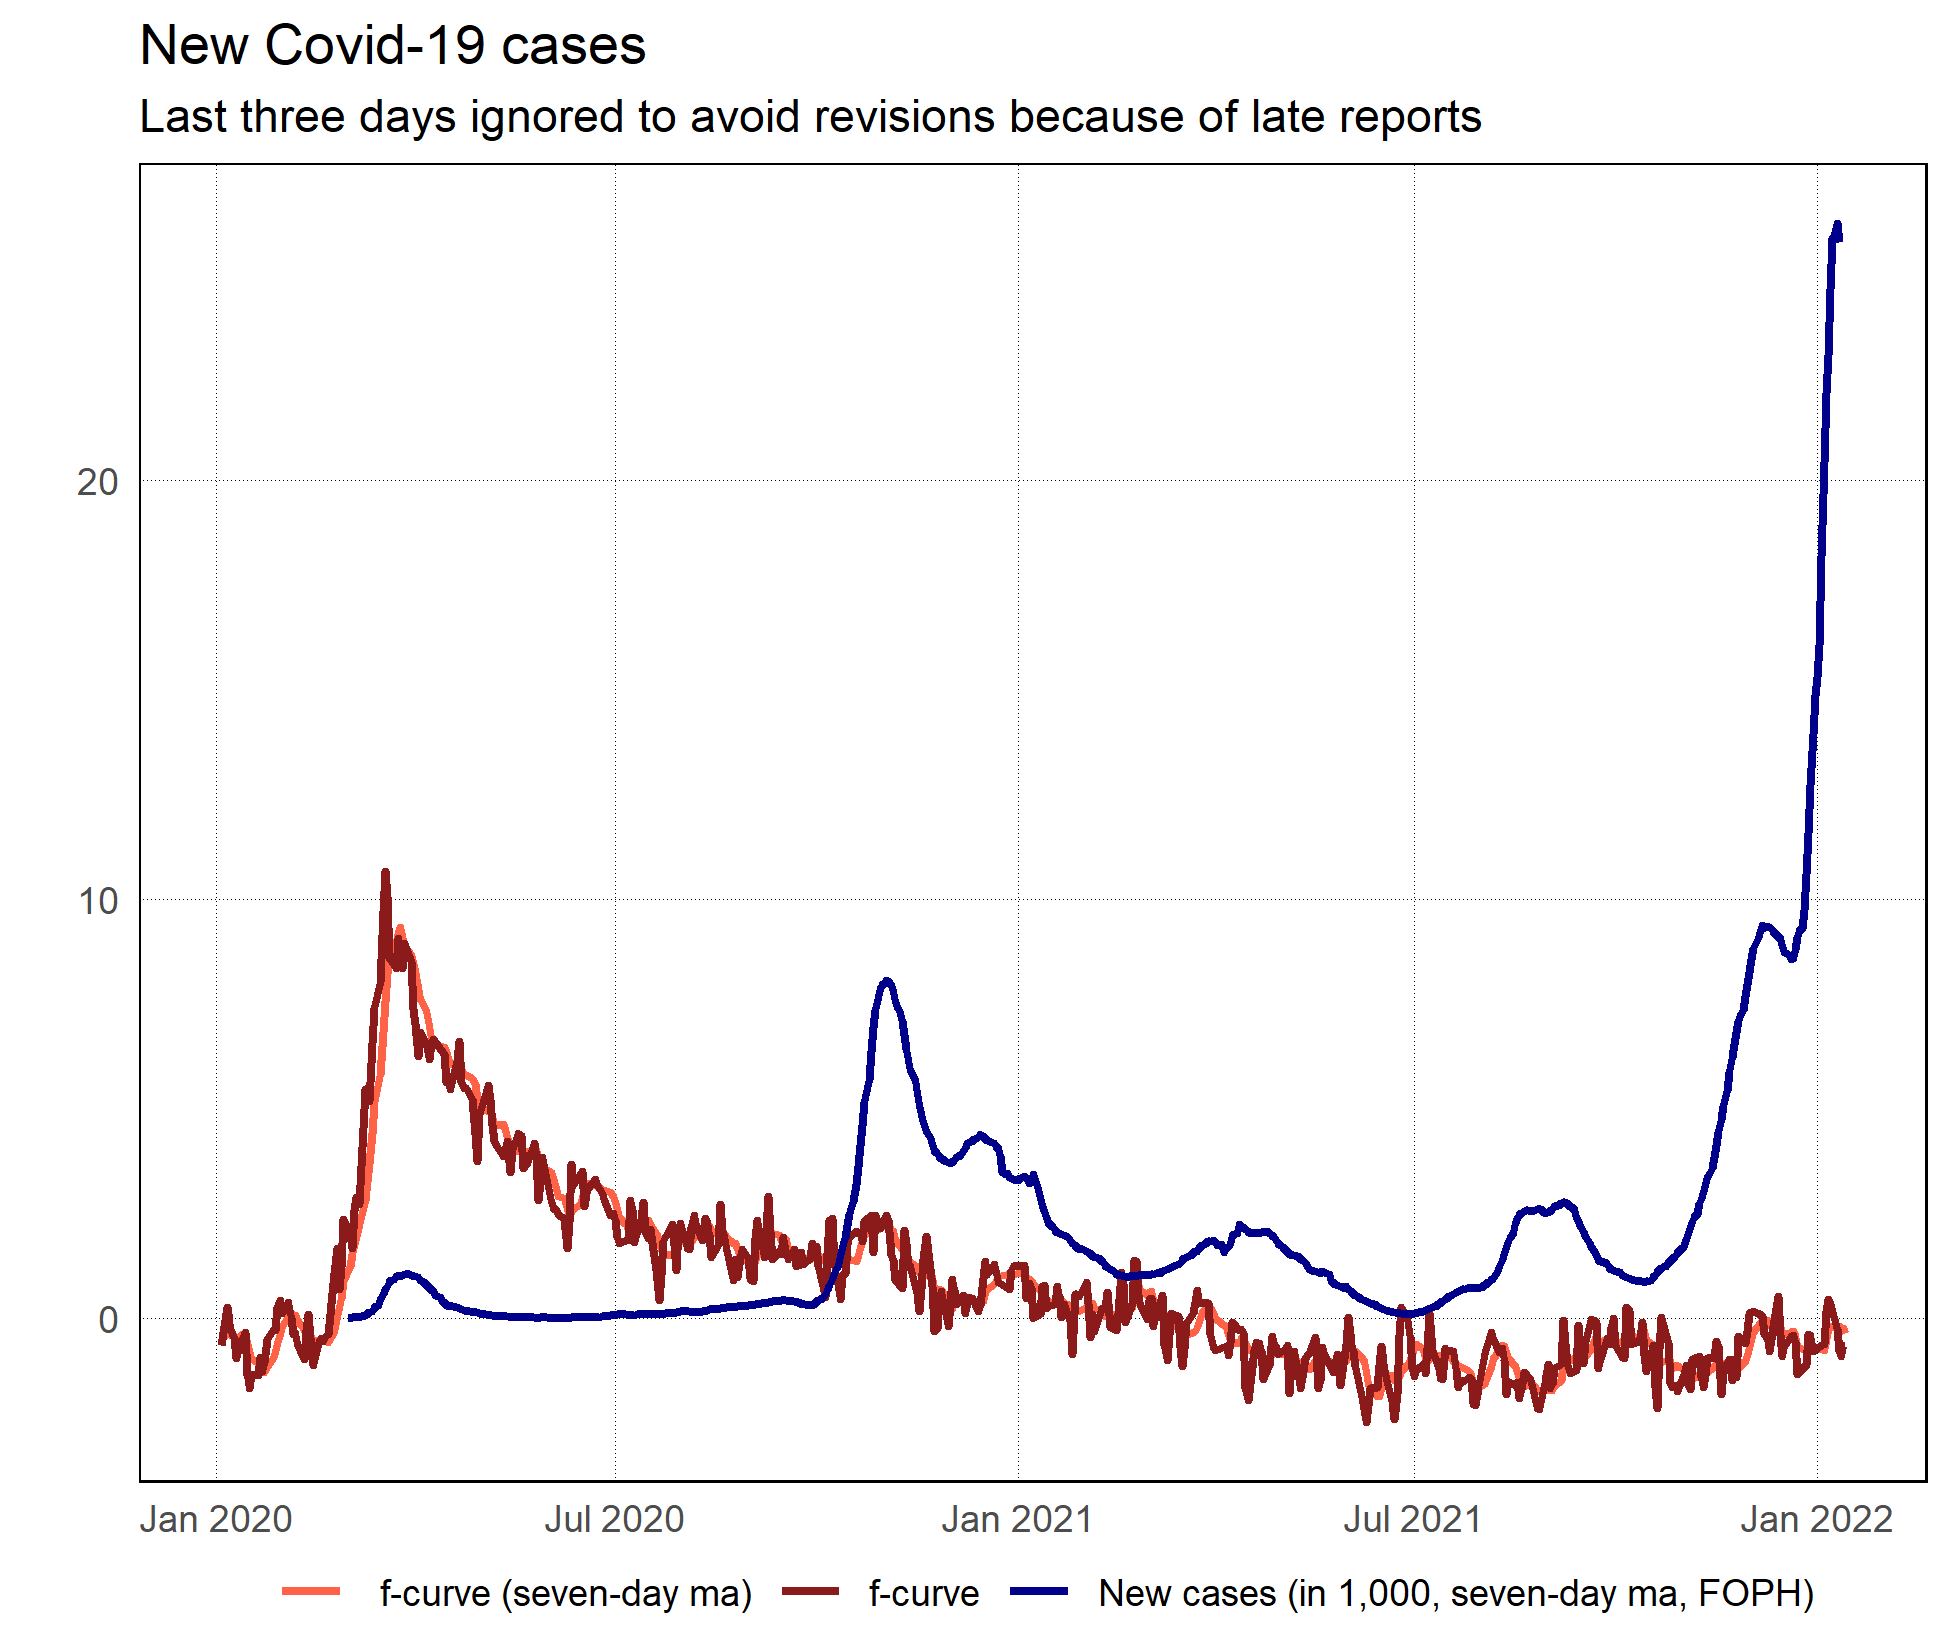 New Covid-19 cases
Last three days ignored to avoid revisions because of late reports
20
10
0
Jan 2020 Jul 2020 Jan 2021 Jul 2021 Jan 2022
f-curve (seven-day ma) f-curve New cases (in 1,000, seven-day ma, FOPH)